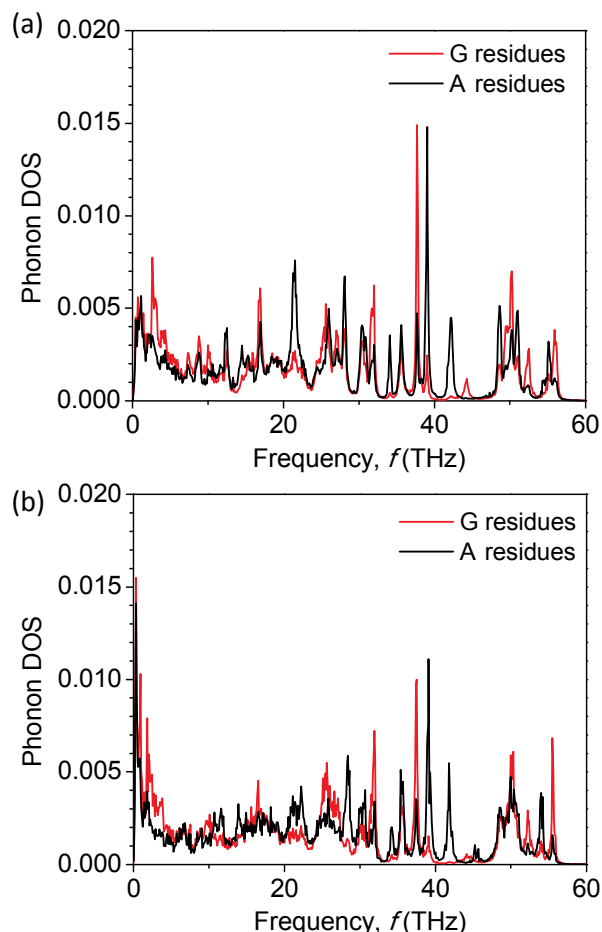 (a)
0.020
0.015
0.010
0.005
0.000
Phonon DOS
G residues
A residues
0 20 40 60
Frequency, f (THz)
(b)
0.020
0.015
0.010
0.005
0.000
Phonon DOS
G residues
A residues
0 20 40 60
Frequency, f (THz)